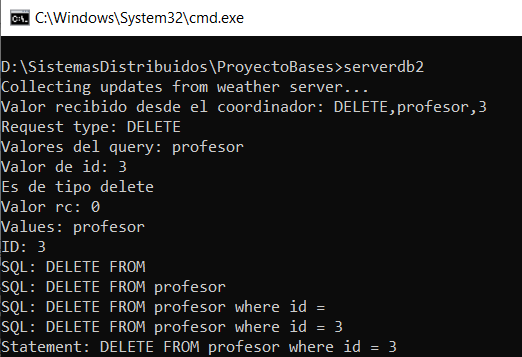 C:\Windows\System32\cmd.exe
D:\SistemasDistribuidos\ProyectoBases>serverdb2
Collecting updates from weather server...
Valor recibido desde el coordinador: DELETE,profesor,3
Request type: DELETE
Valores del query: profesor
Valor de id: 3
Es de tipo delete
Valor rc: 0
Values: profesor
ID: 3
SQL: DELETE FROM
SQL: DELETE FROM profesor
SQL: DELETE FROM profesor where id =
SQL: DELETE FROM profesor where id = 3
Statement: DELETE FROM profesor where id = 3